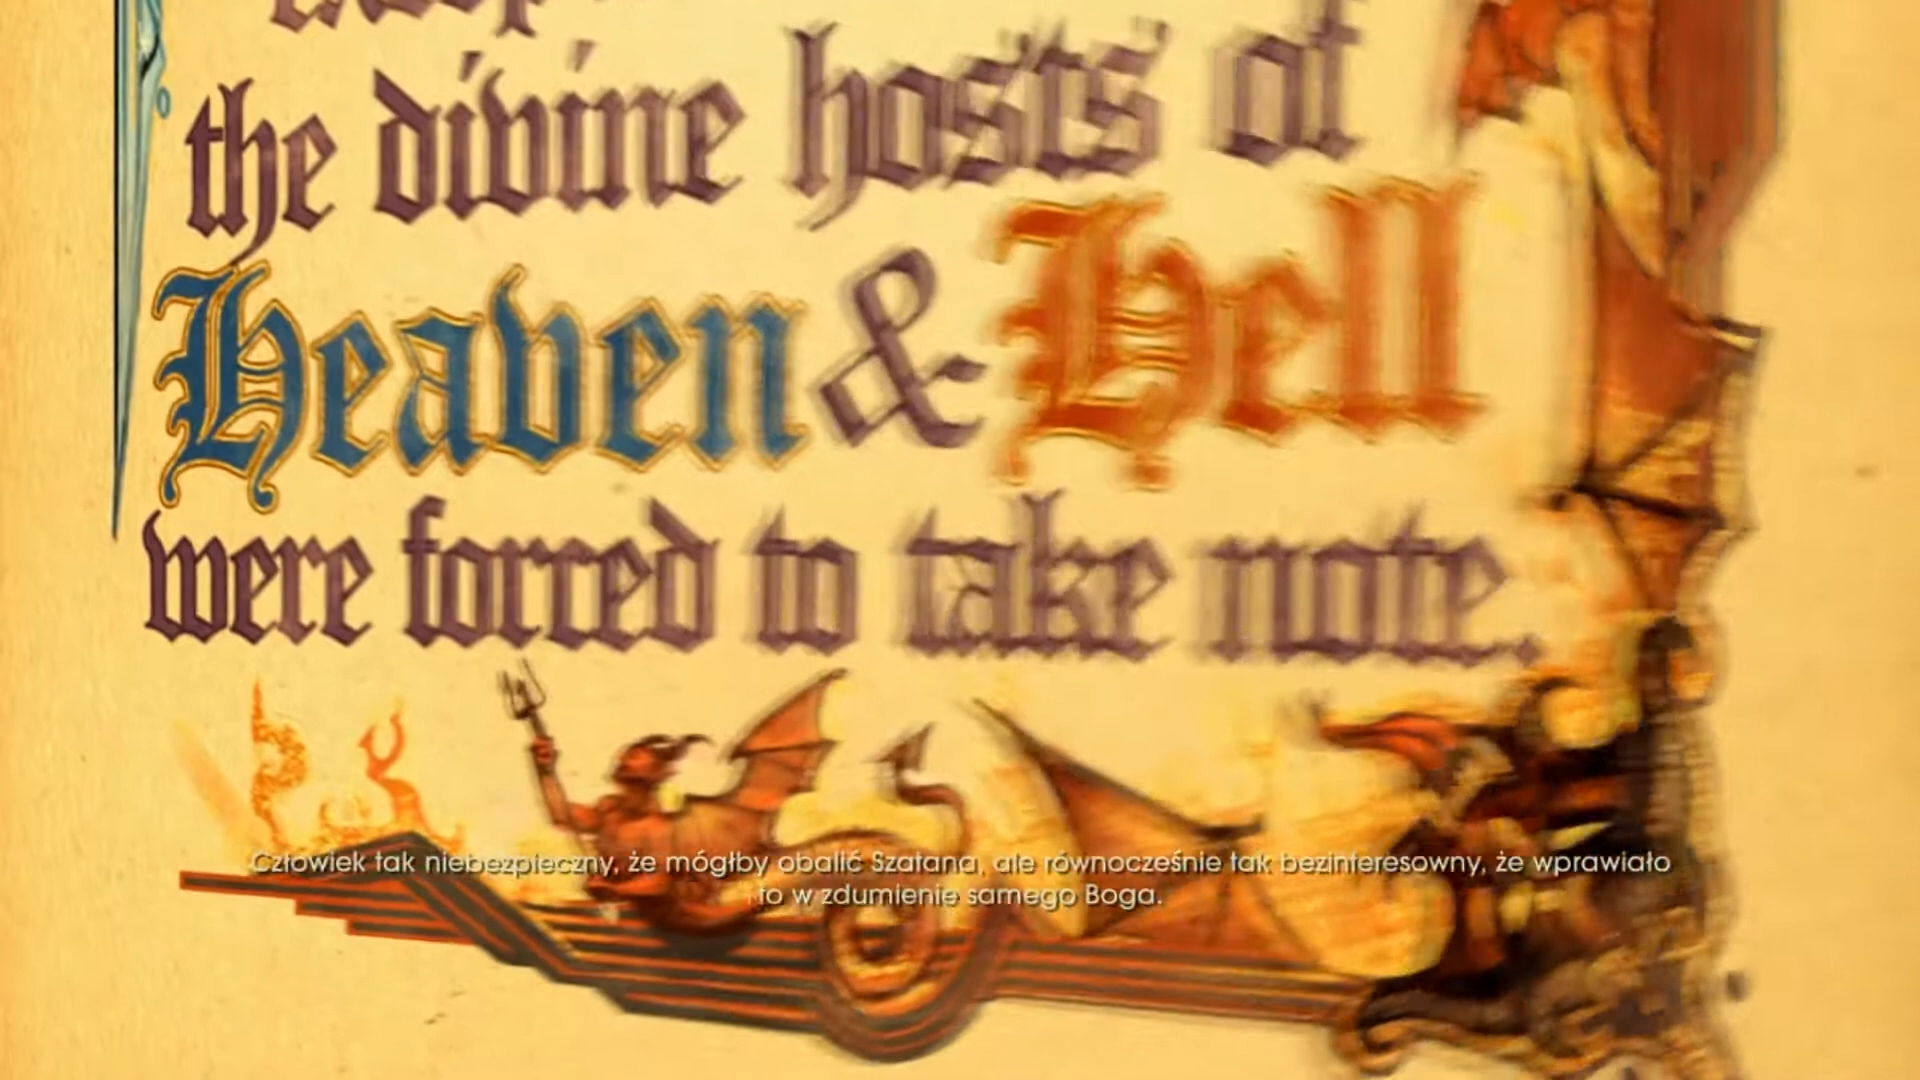 the divine hosts of
Heaven & Hell
were forced to take note.
Człowiek tak niebezpieczny, że mógłby obalić Szatana, ale równocześnie tak bezinteresowny, że wprawiało
to w zdumienie samego Boga.